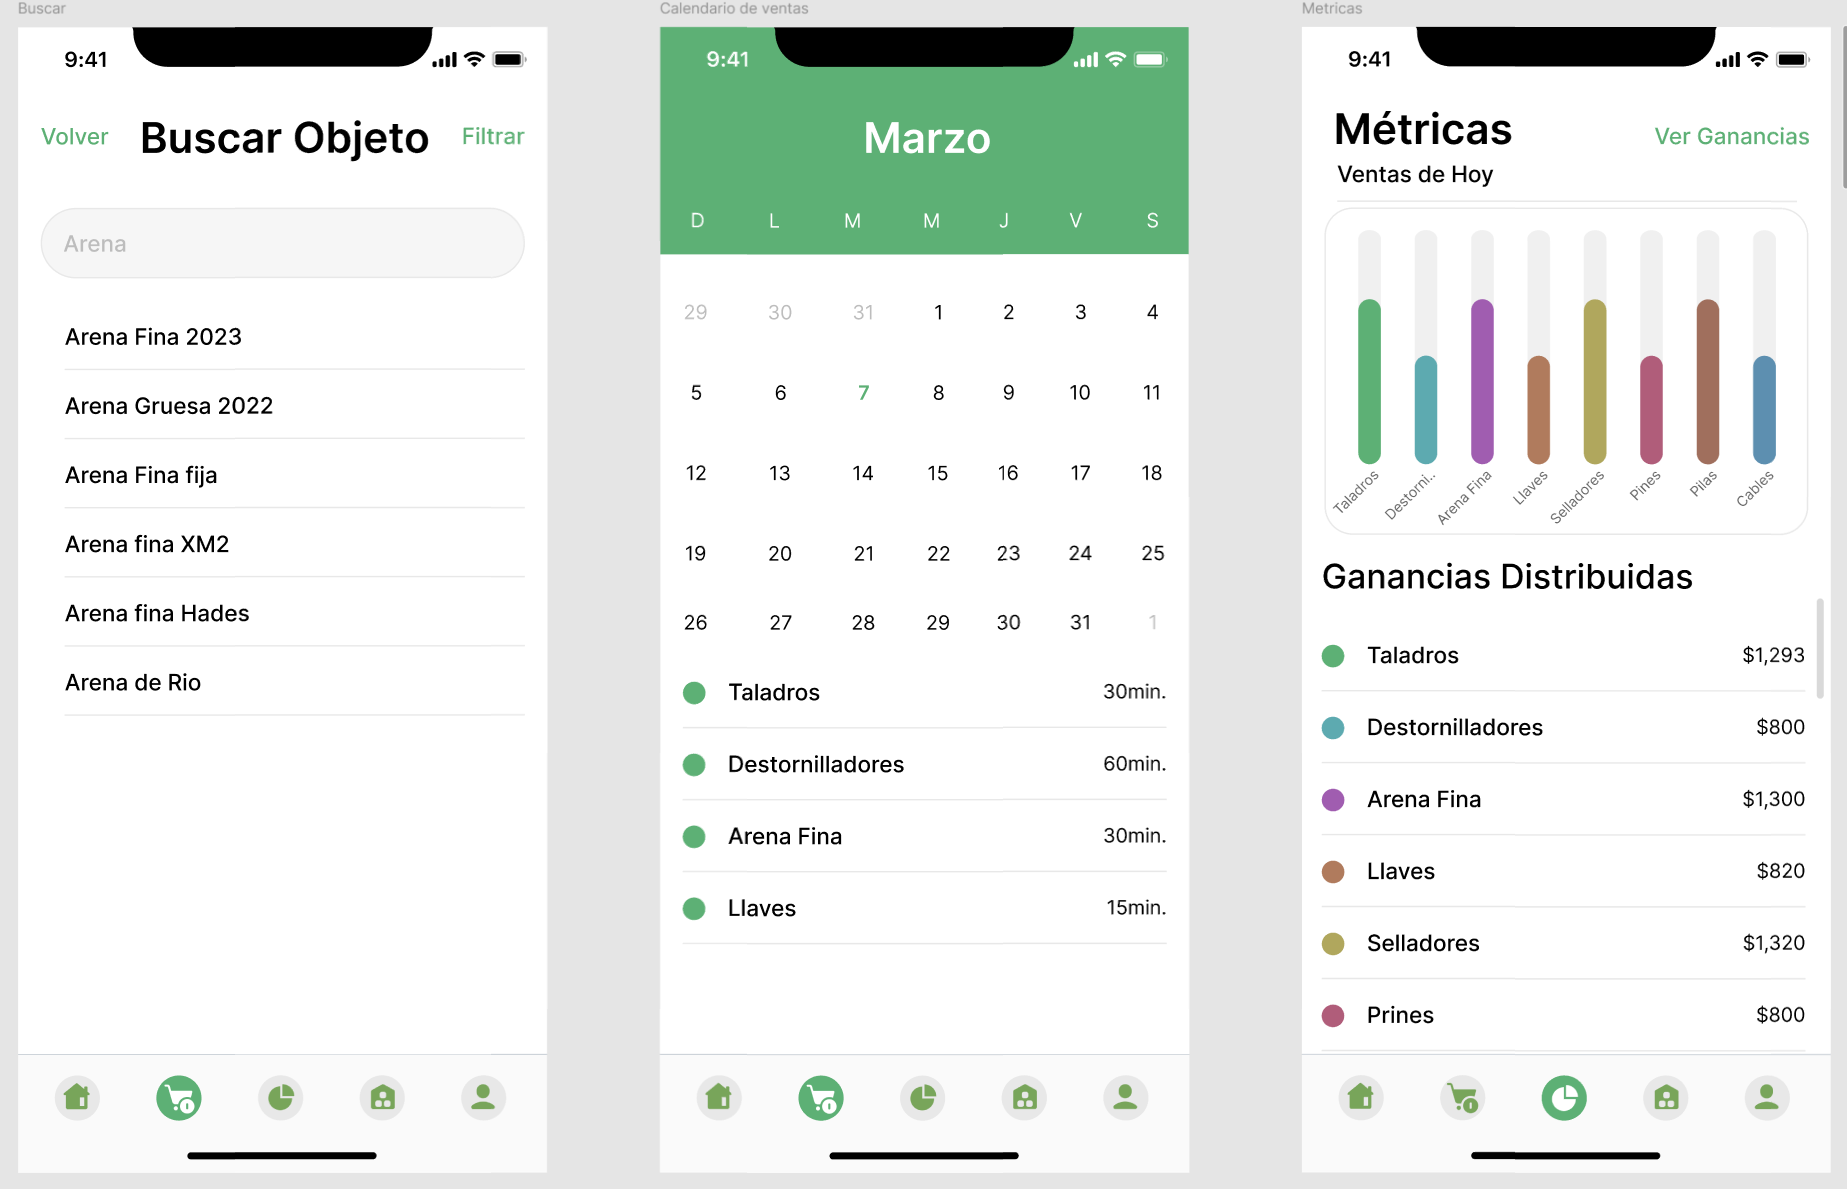 Buscar
9:41
Volver
Buscar Objeto
Filtrar
Arena
Arena Fina 2023
Arena Gruesa 2022
Arena Fina fija
Arena fina XM2
Arena fina Hades
Arena de Rio
Calendario de ventas
9:41
Marzo
D L M M J V S
29 30 31 1 2 3 4
5 6 7 8 9 10 11
12 13 14 15 16 17 18
19 20 21 22 23 24 25
26 27 28 29 30 31 1
Taladros 30min.
Destornilladores 60min.
Arena Fina 30min.
Llaves 15min.
Metricas
9:41
Métricas
Ver Ganancias
Ventas de Hoy
Taladros
Destorni..
Arena Fina
Llaves
Selladores
Pines
Pilas
Cables
Ganancias Distribuidas
Taladros $1,293
Destornilladores $800
Arena Fina $1,300
Llaves $820
Selladores $1,320
Prines $800